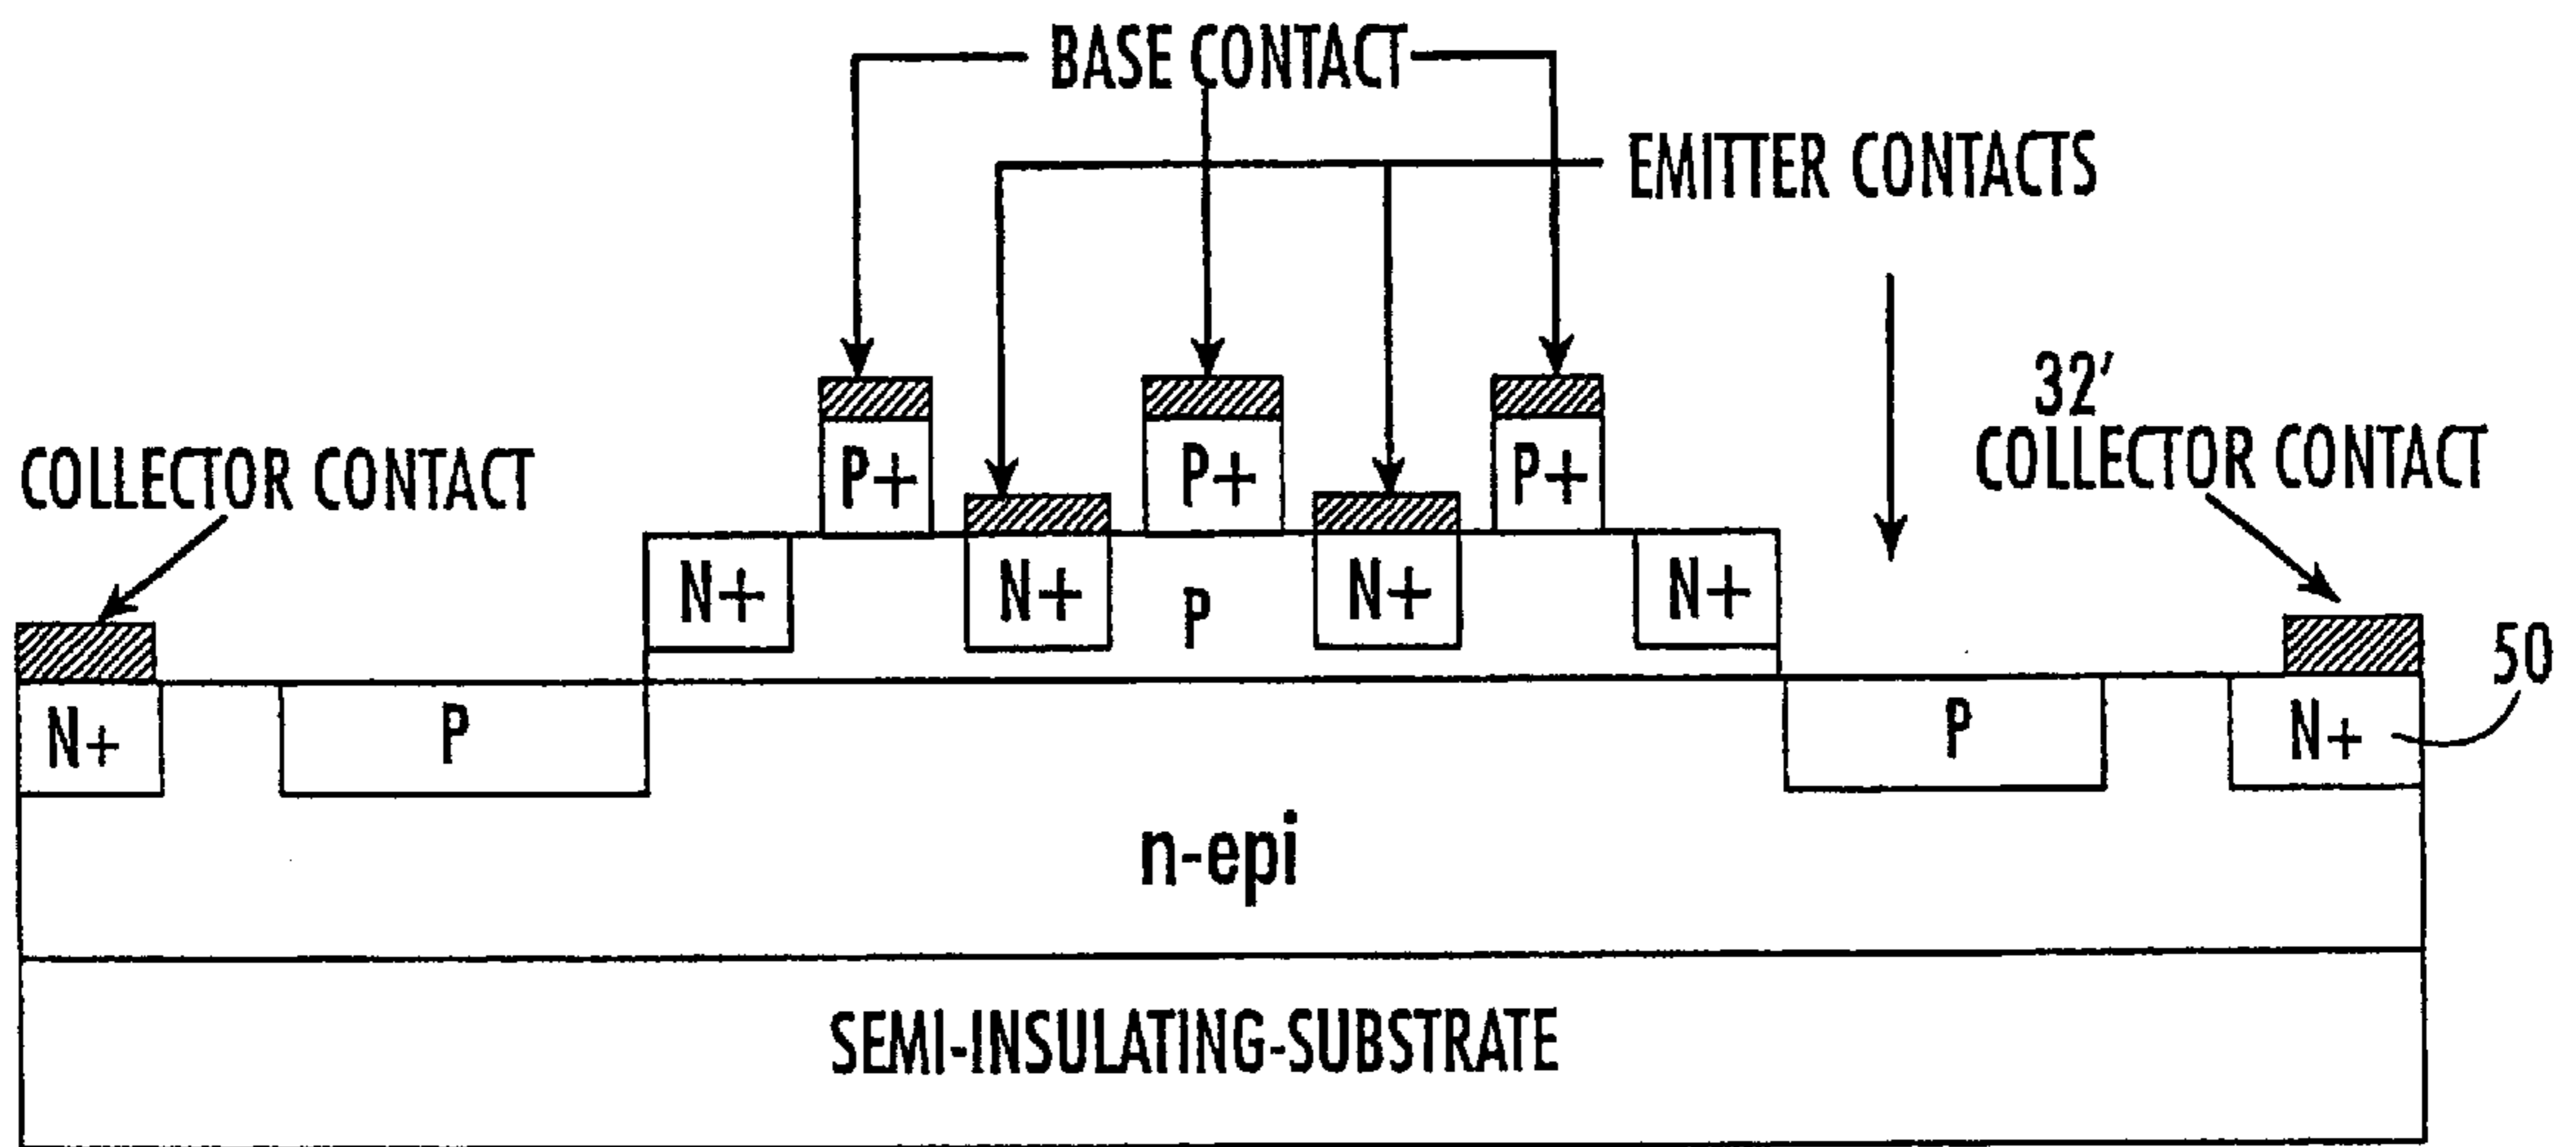 BASE CONTACT
EMITTER CONTACTS
32'
COLLECTOR CONTACT
COLLECTOR CONTACT
P+ P+ P+
N+ N+ N+ N+
P
50
N+ P P N+
n-epi
SEMI-INSULATING-SUBSTRATE